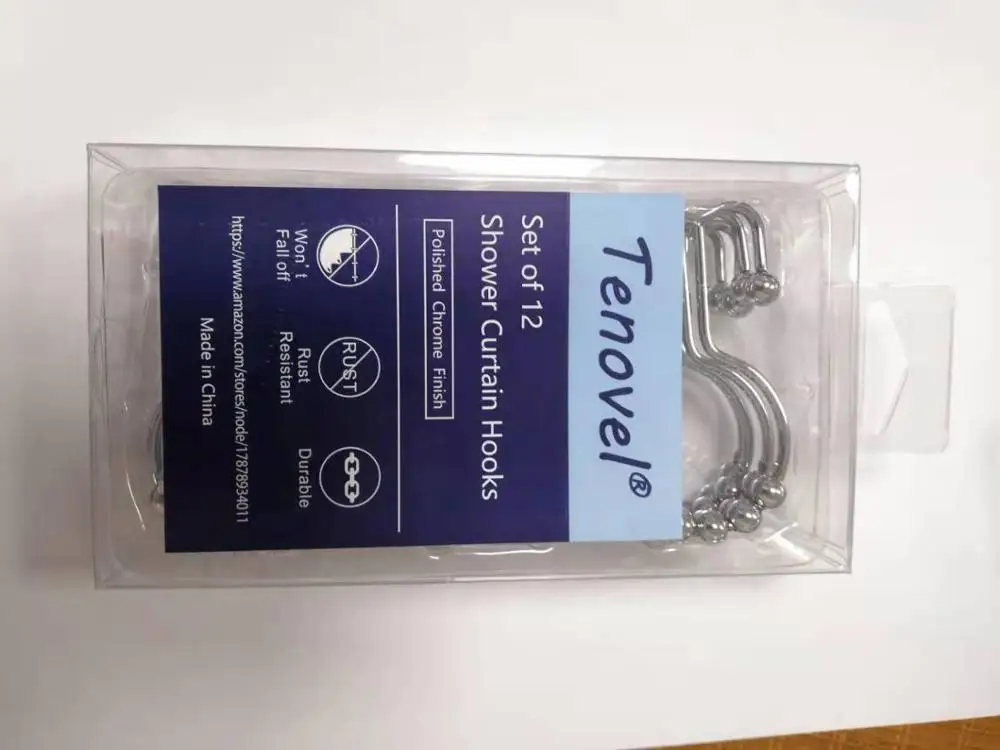 Tenovel®
Set of 12
Shower Curtain Hooks
Polished Chrome Finish
RUST
Won't
Fall off
Rust
Resistant
Durable
https://www.amazon.com/stores/node/17878934011
Made in China